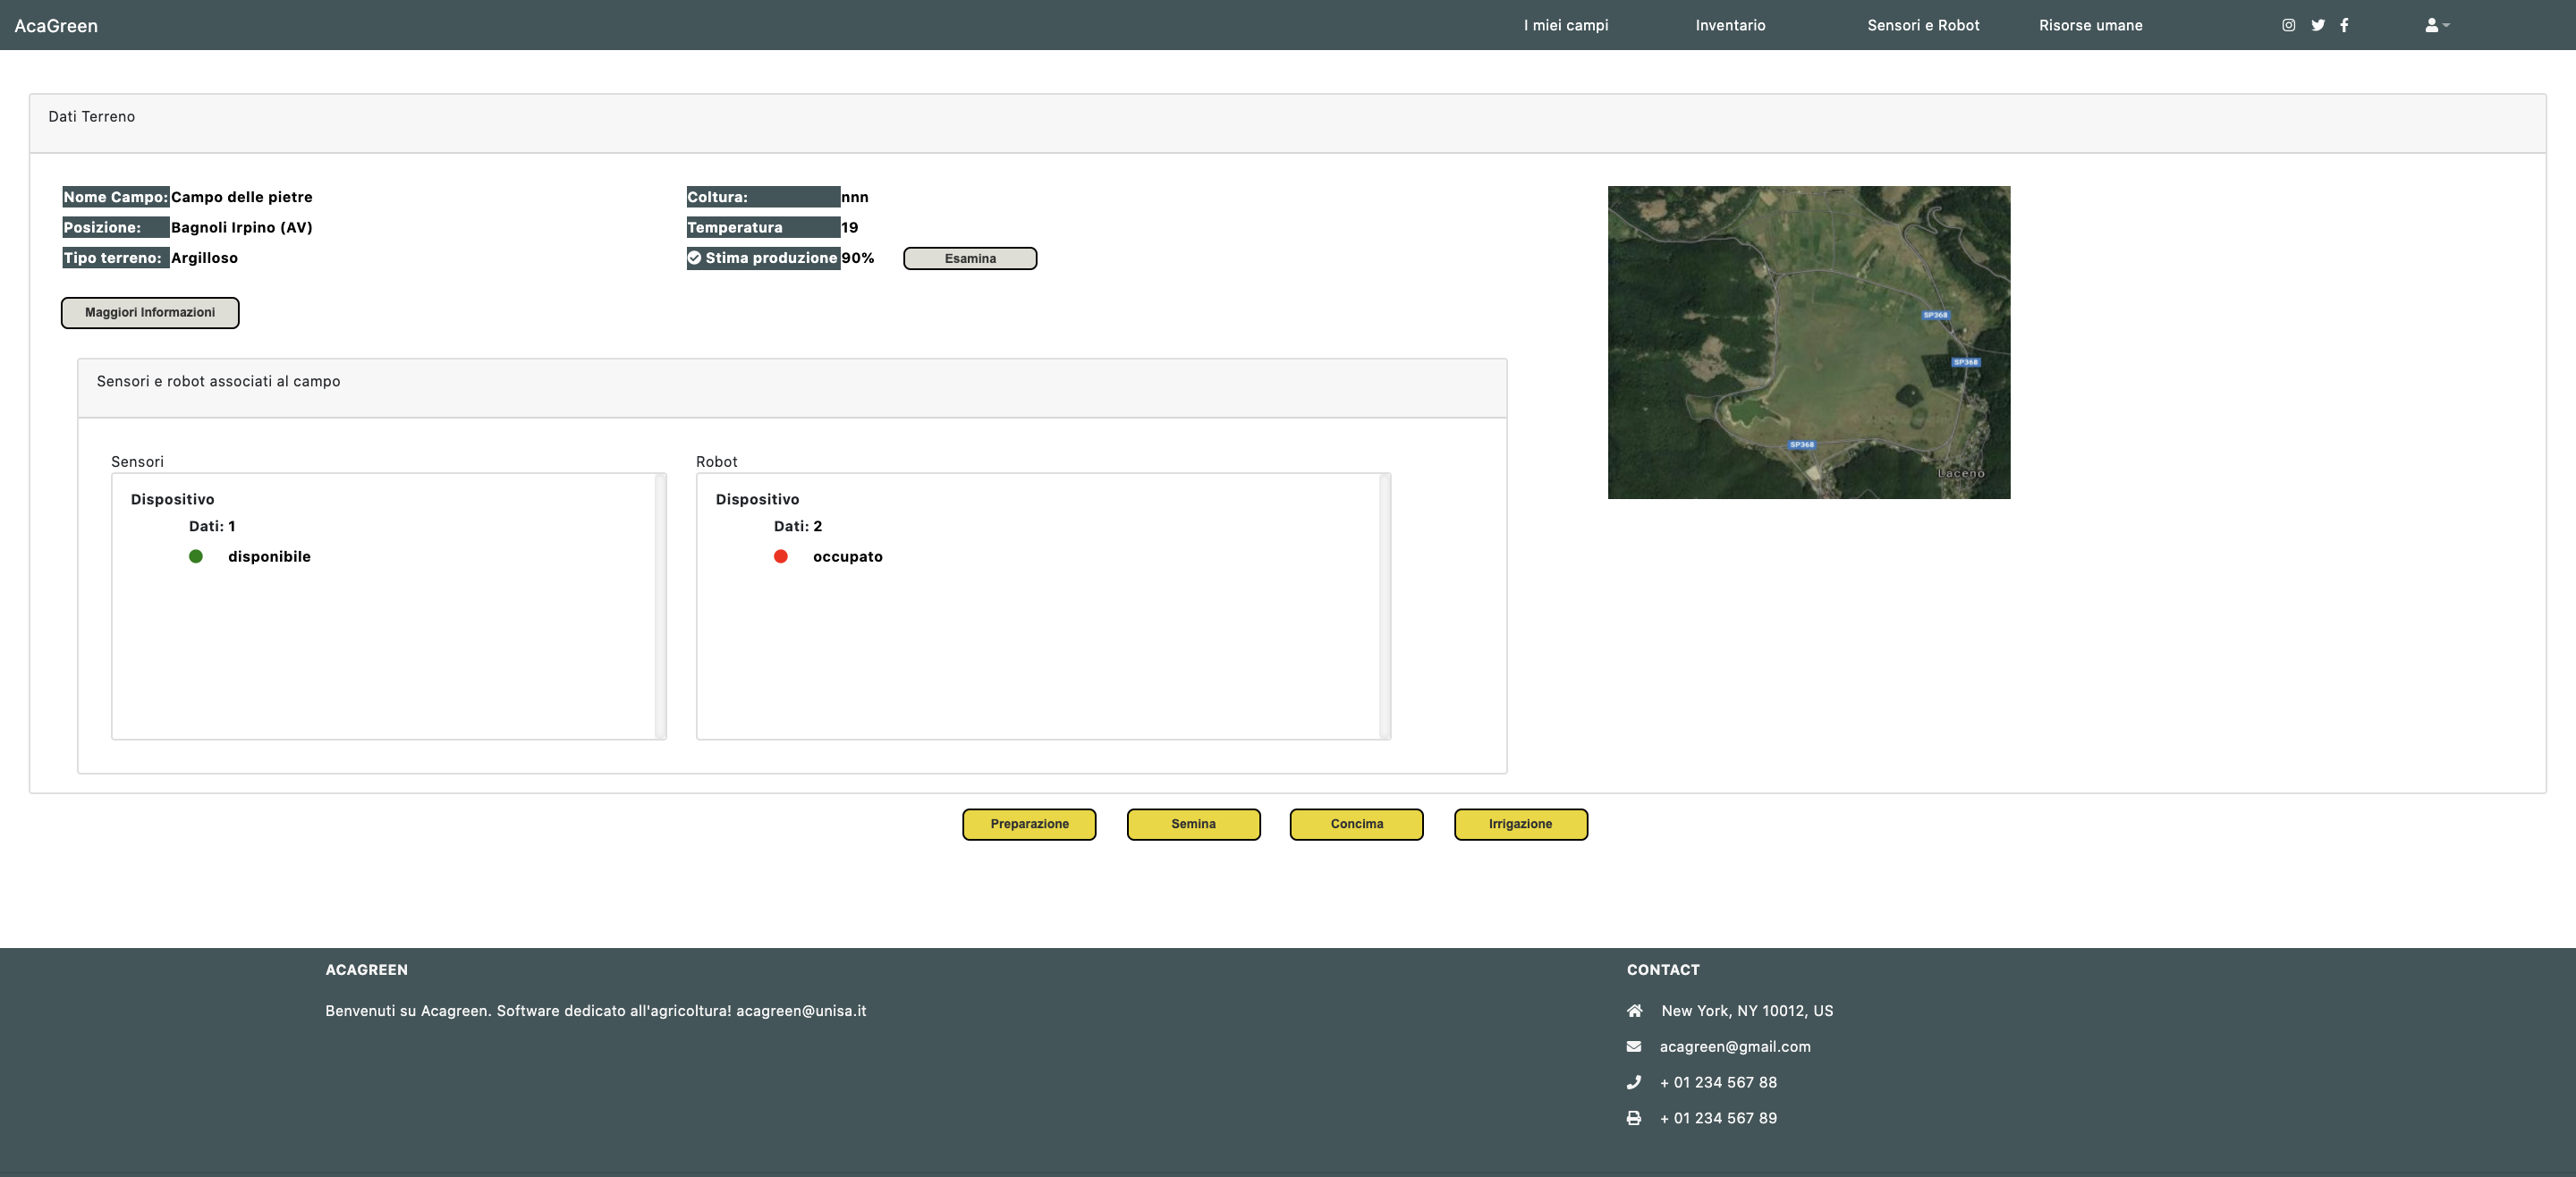 AcaGreen
I miei campi
Inventario
Sensori e Robot
Risorse umane
Dati Terreno
Nome Campo: Campo delle pietre
Posizione: Bagnoli Irpino (AV)
Tipo terreno: Argilloso
Coltura: nnn
Temperatura 19
Stima produzione 90%
Esamina
Maggiori Informazioni
SP368
SP368
SP368
Laceno
Sensori e robot associati al campo
Sensori
Dispositivo
Dati: 1
disponibile
Robot
Dispositivo
Dati: 2
occupato
Preparazione
Semina
Concima
Irrigazione
ACAGREEN
Benvenuti su Acagreen. Software dedicato all'agricoltura! acagreen@unisa.it
CONTACT
New York, NY 10012, US
acagreen@gmail.com
+ 01 234 567 88
+ 01 234 567 89